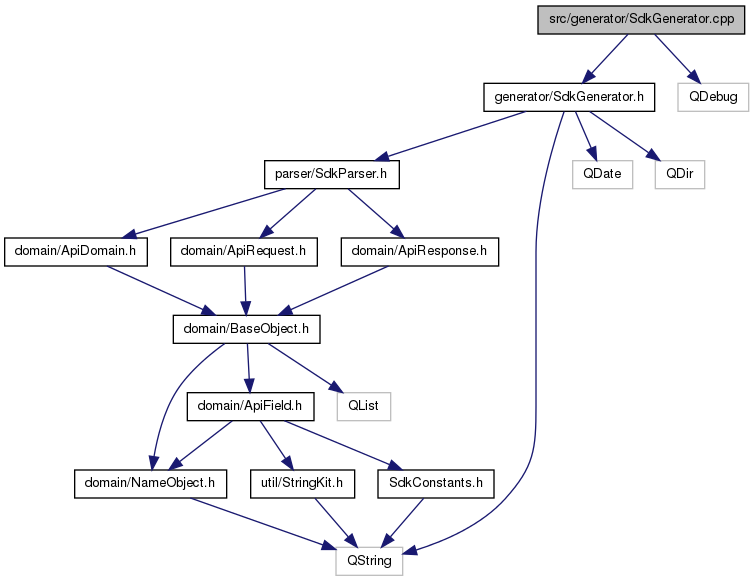 src/generator/SdkGenerator.cpp
generator/SdkGenerator.h
QDebug
parser/SdkParser.h
QDate
QDir
domain/ApiDomain.h
domain/ApiRequest.h
domain/ApiResponse.h
domain/BaseObject.h
domain/ApiField.h
QList
domain/NameObject.h
util/StringKit.h
SdkConstants.h
QString